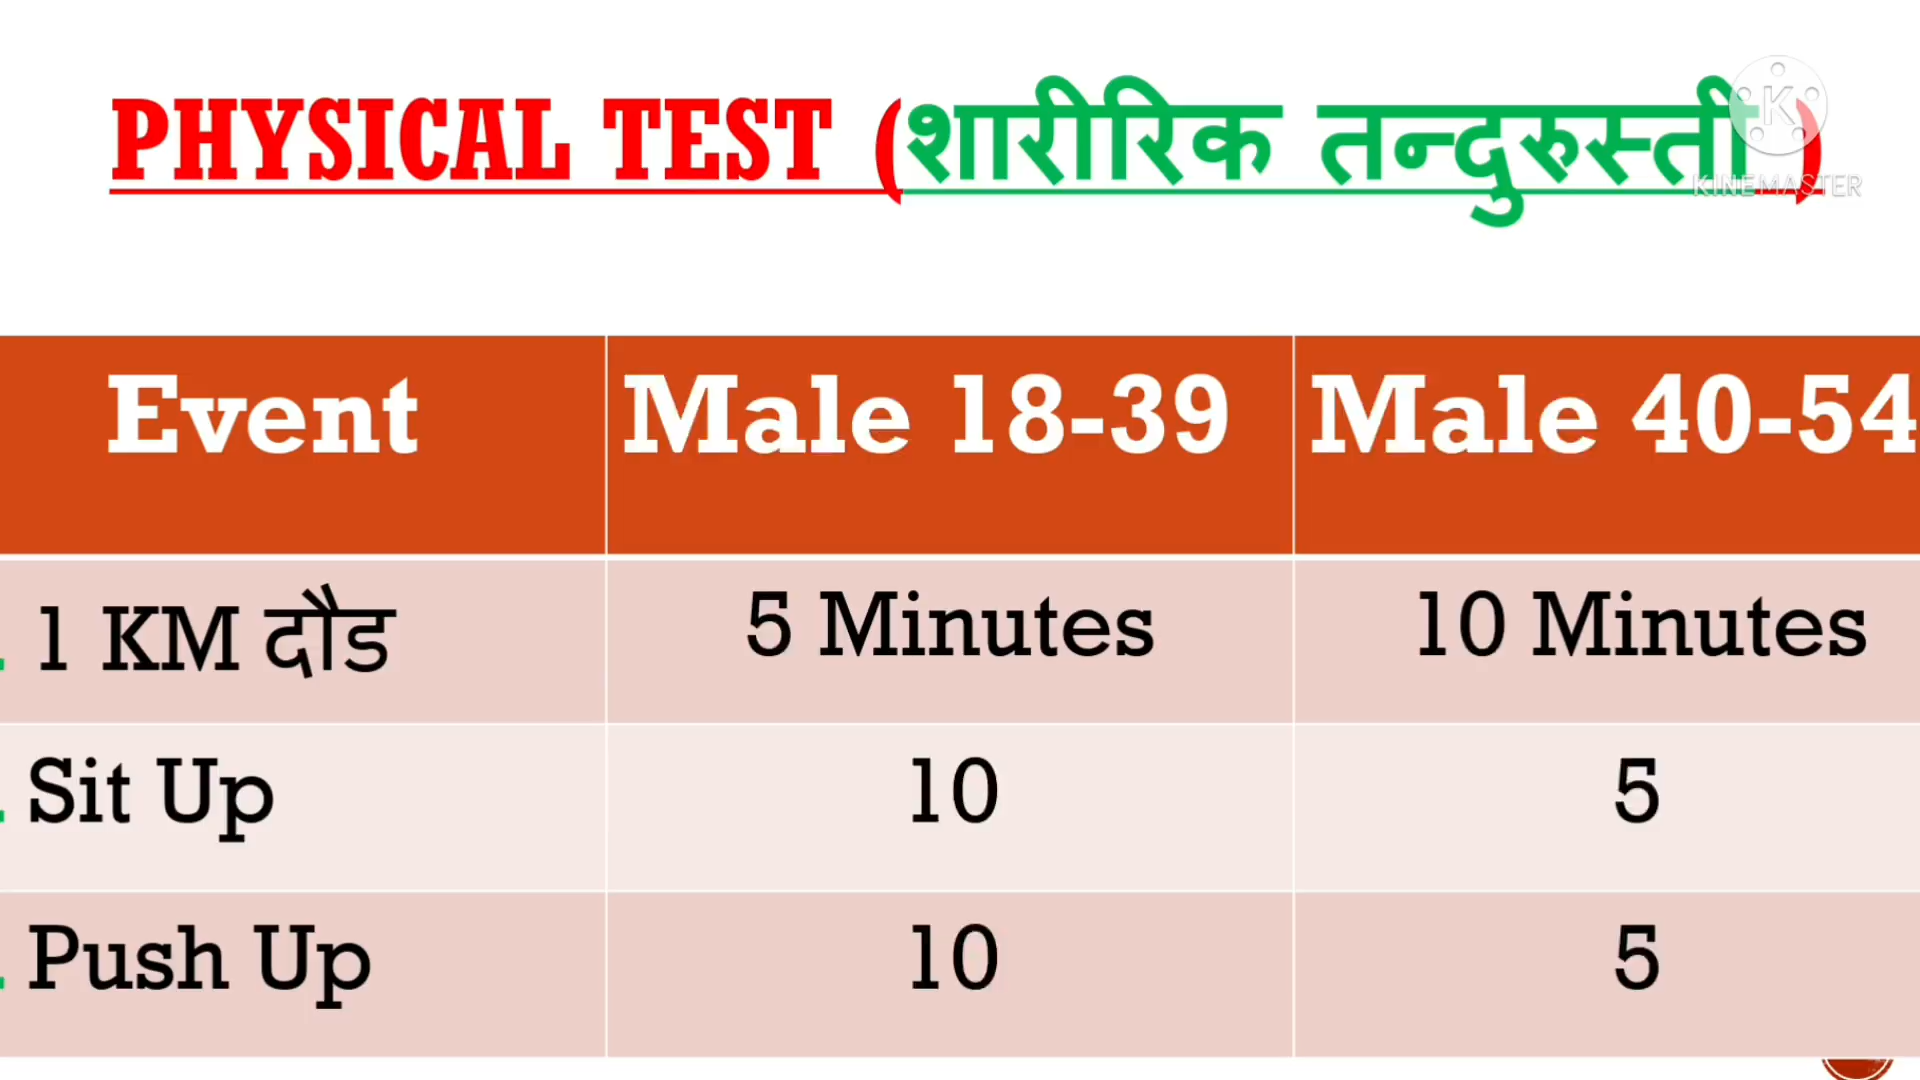 PHYSICAL TEST (शारीरिक तन्दुरुस्ती)
KINEMASTER
Event Male 18-39 Male 40-54
. 1 KM दौड 5 Minutes 10 Minutes
. Sit Up 10 5
. Push Up 10 5